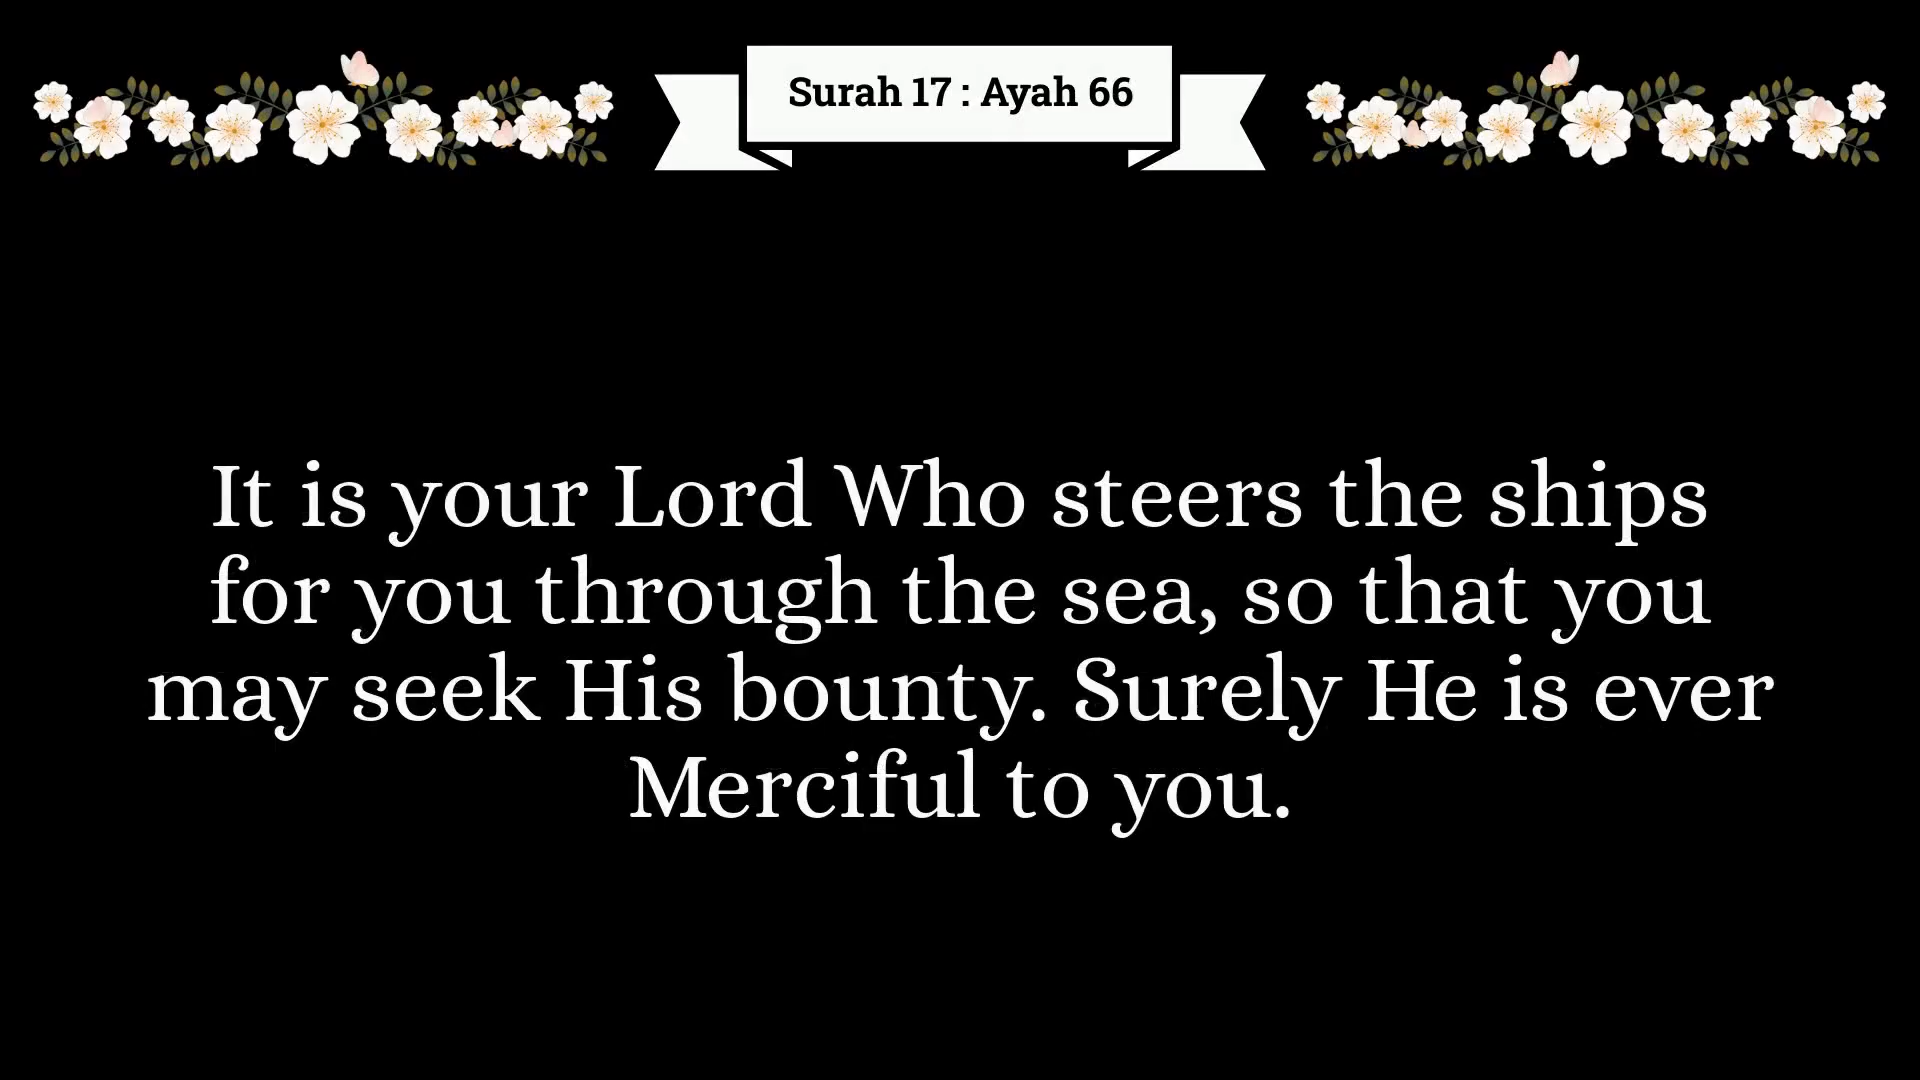 Surah 17 : Ayah 66
It is your Lord Who steers the ships
for you through the sea, so that you
may seek His bounty. Surely He is ever
Merciful to you.